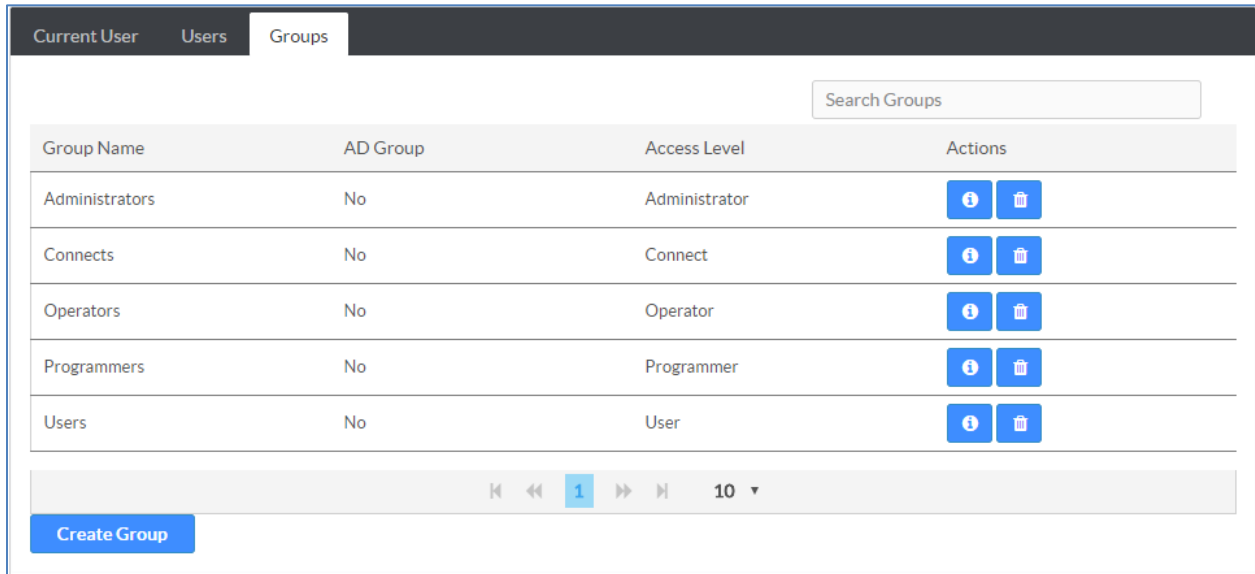 Current User Users Groups
Search Groups
Group Name AD Group Access Level Actions
Administrators No Administrator
Connects No Connect
Operators No Operator
Programmers No Programmer
Users No User
1 10
Create Group